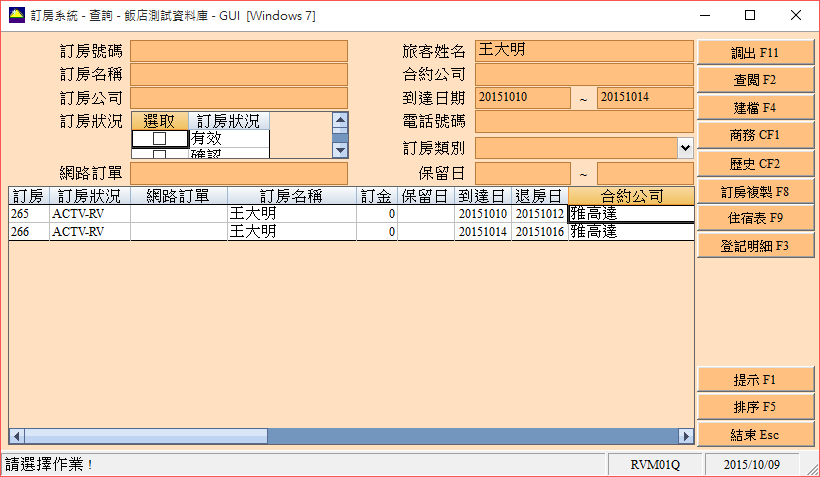 訂房系統 - 查詢 - 飯店測試資料庫 - GUI [Windows 7]
訂房號碼
旅客姓名 王大明
調出 F11
訂房名稱
合約公司
查閱 F2
訂房公司
到達日期 20151010 ~ 20151014
建檔 F4
訂房狀況 選取 訂房狀況
電話號碼
商務 CF1
有效
訂房類別
確認
歷史 CF2
網路訂單
保留日 ~
訂房 訂房狀況 網路訂單 訂房名稱 訂金 保留日 到達日 退房日 合約公司
訂房複製 F8
265 ACTV-RV 王大明 0 20151010 20151012 雅高達
住宿表 F9
266 ACTV-RV 王大明 0 20151014 20151016 雅高達
登記明細 F3
提示 F1
排序 F5
結束 Esc
請選擇作業！
RVM01Q
2015/10/09